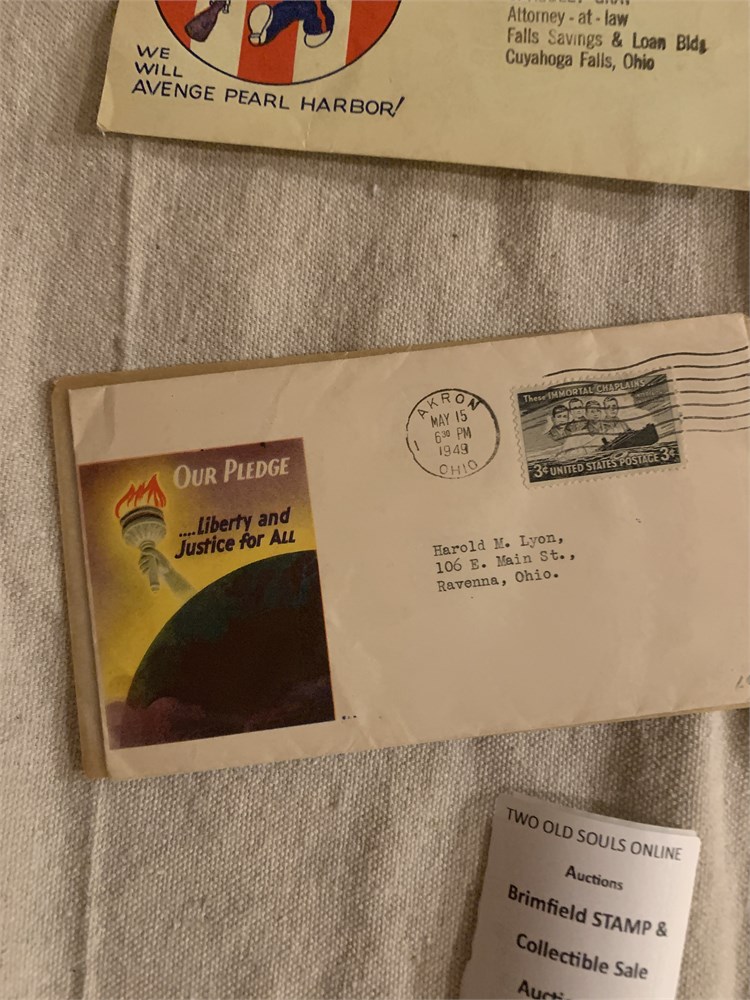 WE
WILL
AVENGE PEARL HARBOR!
Attorney - at - law
Falls Savings & Loan Bldg
Cuyahoga Falls, Ohio
OUR PLEDGE
....Liberty and
Justice for ALL
AKRON
MAY 15
6 30 PM
1949
OHIO
1
These IMMORTAL CHAPLAINS...
3¢ UNITED STATES POSTAGE 3¢
Harold M. Lyon,
106 E. Main St.,
Ravenna, Ohio.
TWO OLD SOULS ONLINE
Auctions
Brimfield STAMP &
Collectible Sale